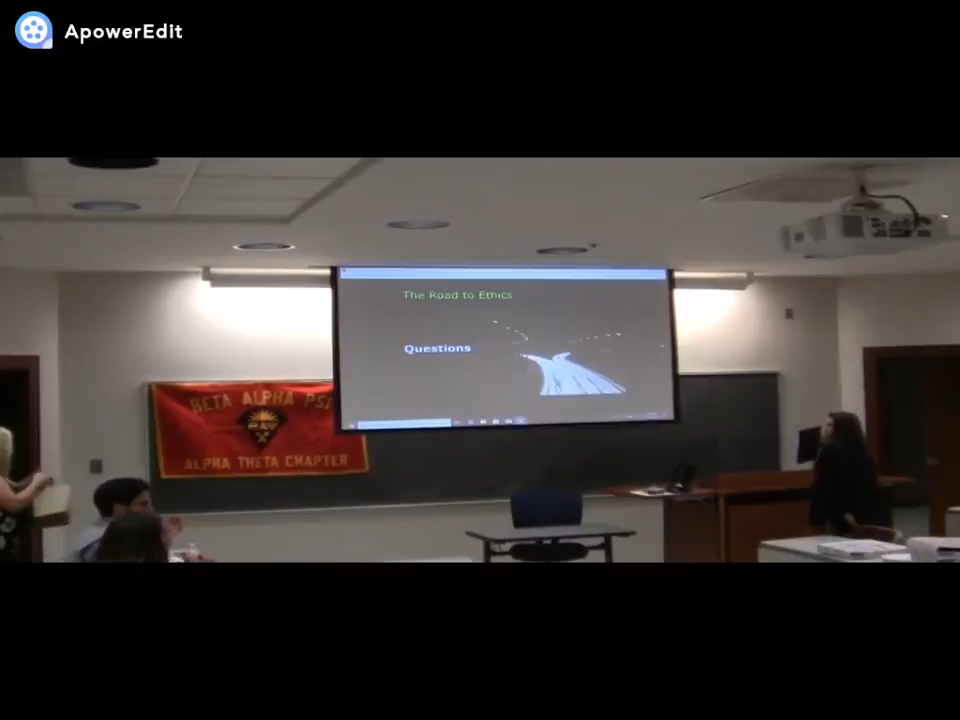 ApowerEdit
The Road to Ethics
Questions
BETA ALPHA PSI
ALPHA THETA CHAPTER